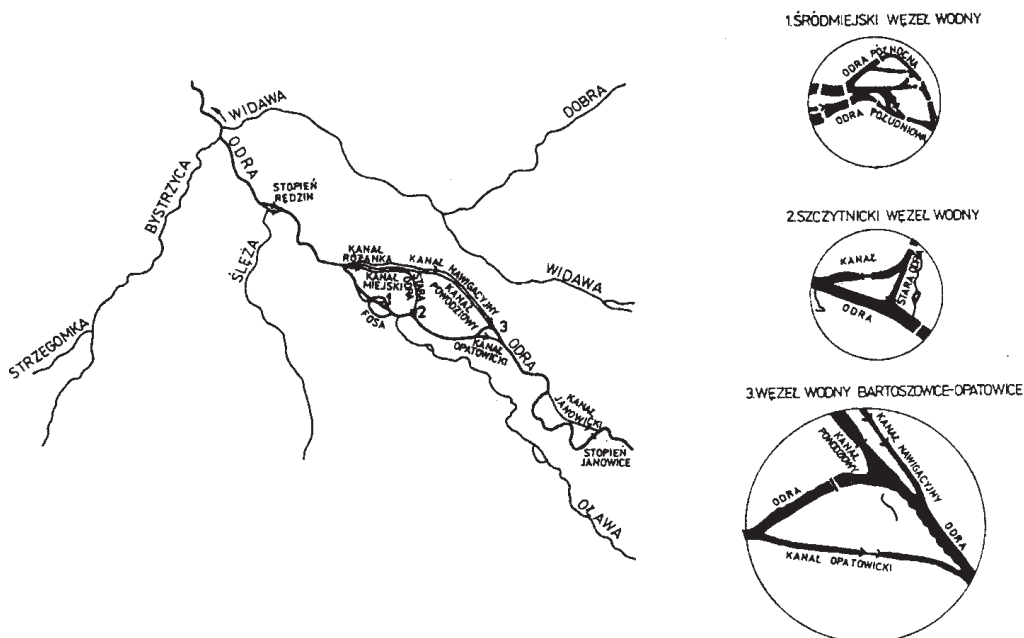 WIDAWA
ODRA
DOBRA
BYSTRZYCA
STOPIEŃ
RĘDZIN
ŚLĘŻA
STRZEGOMKA
KANAŁ
RÓŻANKA
KANAŁ
MIEJSKI
KANAŁ NAWIGACYJNY
KANAŁ
POWODZIOWY
STARA
ODRA
WIDAWA
1
2
3
FOSA
KANAŁ
OPATOWICKI
ODRA
KANAŁ
JANOWICKI
STOPIEŃ
JANOWICE
OŁAWA
1.ŚRÓDMIEJSKI WĘZEŁ WODNY
ODRA PÓŁNOCNA
ODRA POŁUDNIOWA
2.SZCZYTNICKI WĘZEŁ WODNY
KANAŁ
STARA ODRA
ODRA
3.WĘZEŁ WODNY BARTOSZOWICE-OPATOWICE
KANAŁ NAWIGACYJNY
KANAŁ
POWODZIOWY
ODRA
ODRA
KANAŁ OPATOWICKI